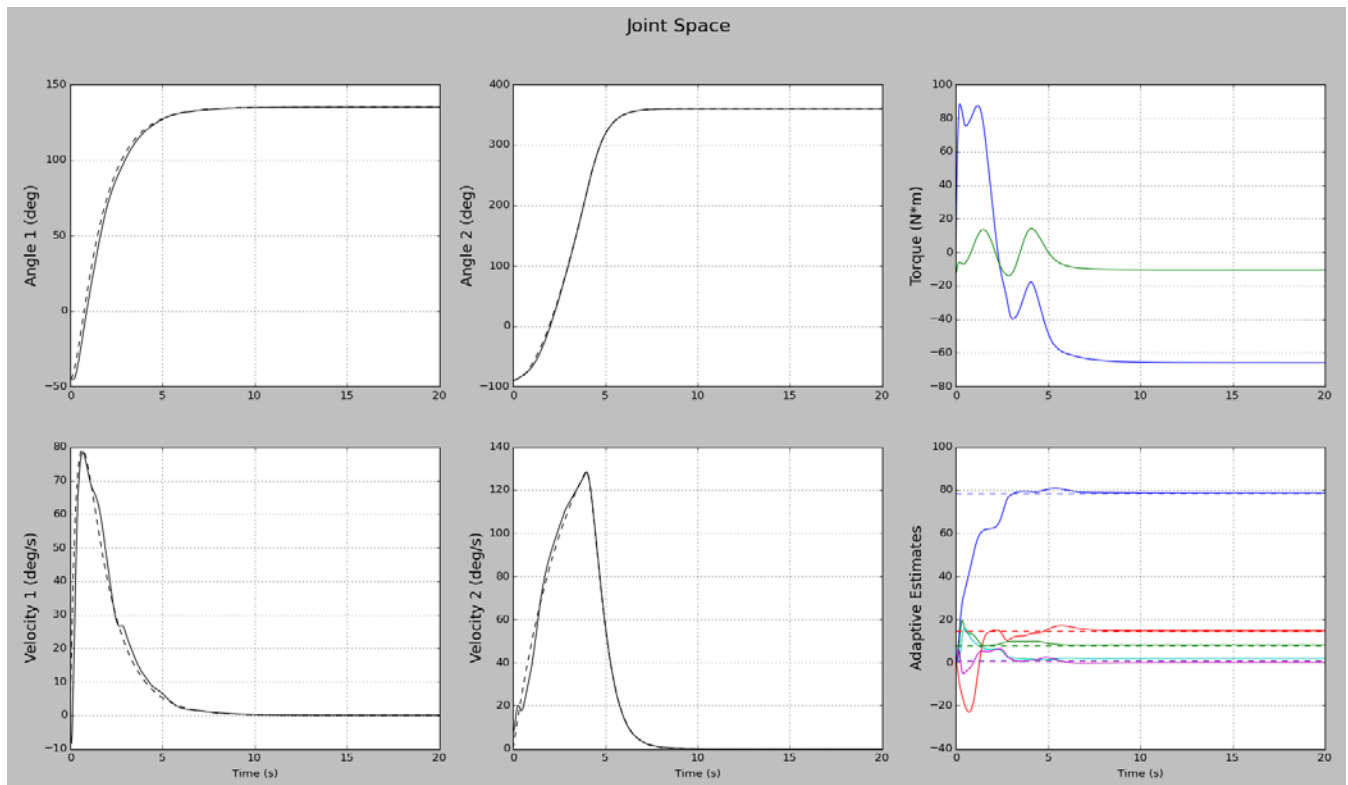 Joint Space
150
100
50
0
−50
0 5 10 15 20
Angle 1 (deg)
400
300
200
100
0
−100
0 5 10 15 20
Angle 2 (deg)
100
80
60
40
20
0
−20
−40
−60
−80
0 5 10 15 20
Torque (N*m)
80
70
60
50
40
30
20
10
0
−10
0 5 10 15 20
Velocity 1 (deg/s)
Time (s)
140
120
100
80
60
40
20
0
0 5 10 15 20
Velocity 2 (deg/s)
Time (s)
100
80
60
40
20
0
−20
−40
0 5 10 15 20
Adaptive Estimates
Time (s)